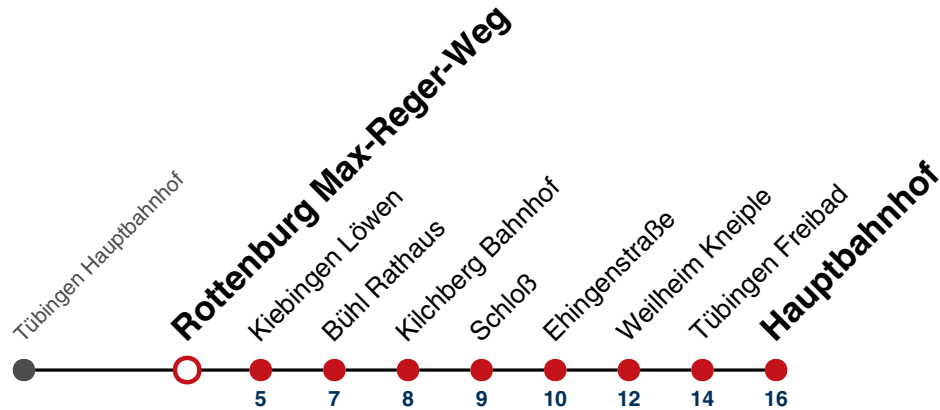 Tübingen Hauptbahnhof
Rottenburg Max-Reger-Weg
Kiebingen Löwen
Bühl Rathaus
Kilchberg Bahnhof
Schloß
Ehingenstraße
Weilheim Kneiple
Tübingen Freibad
Hauptbahnhof
5 7 8 9 10 12 14 16